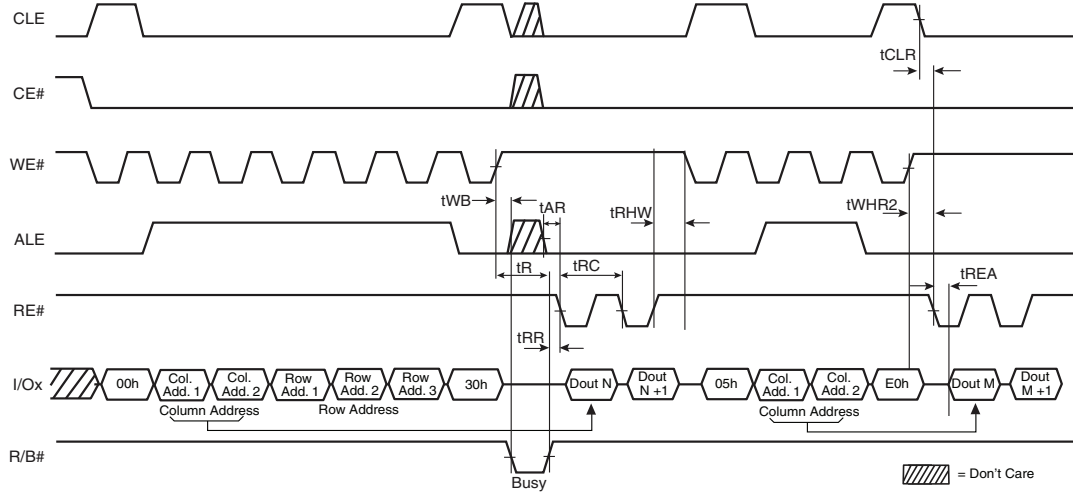 CLE
tCLR
CE#
WE#
tWB
tAR
tRHW
tWHR2
ALE
tR
tRC
tREA
RE#
tRR
I/Ox
00h
Col. Add. 1
Col. Add. 2
Row Add. 1
Row Add. 2
Row Add. 3
30h
Dout N
Dout N +1
05h
Col. Add. 1
Col. Add. 2
E0h
Dout M
Dout M +1
Column Address
Row Address
Column Address
R/B#
Busy
= Don't Care